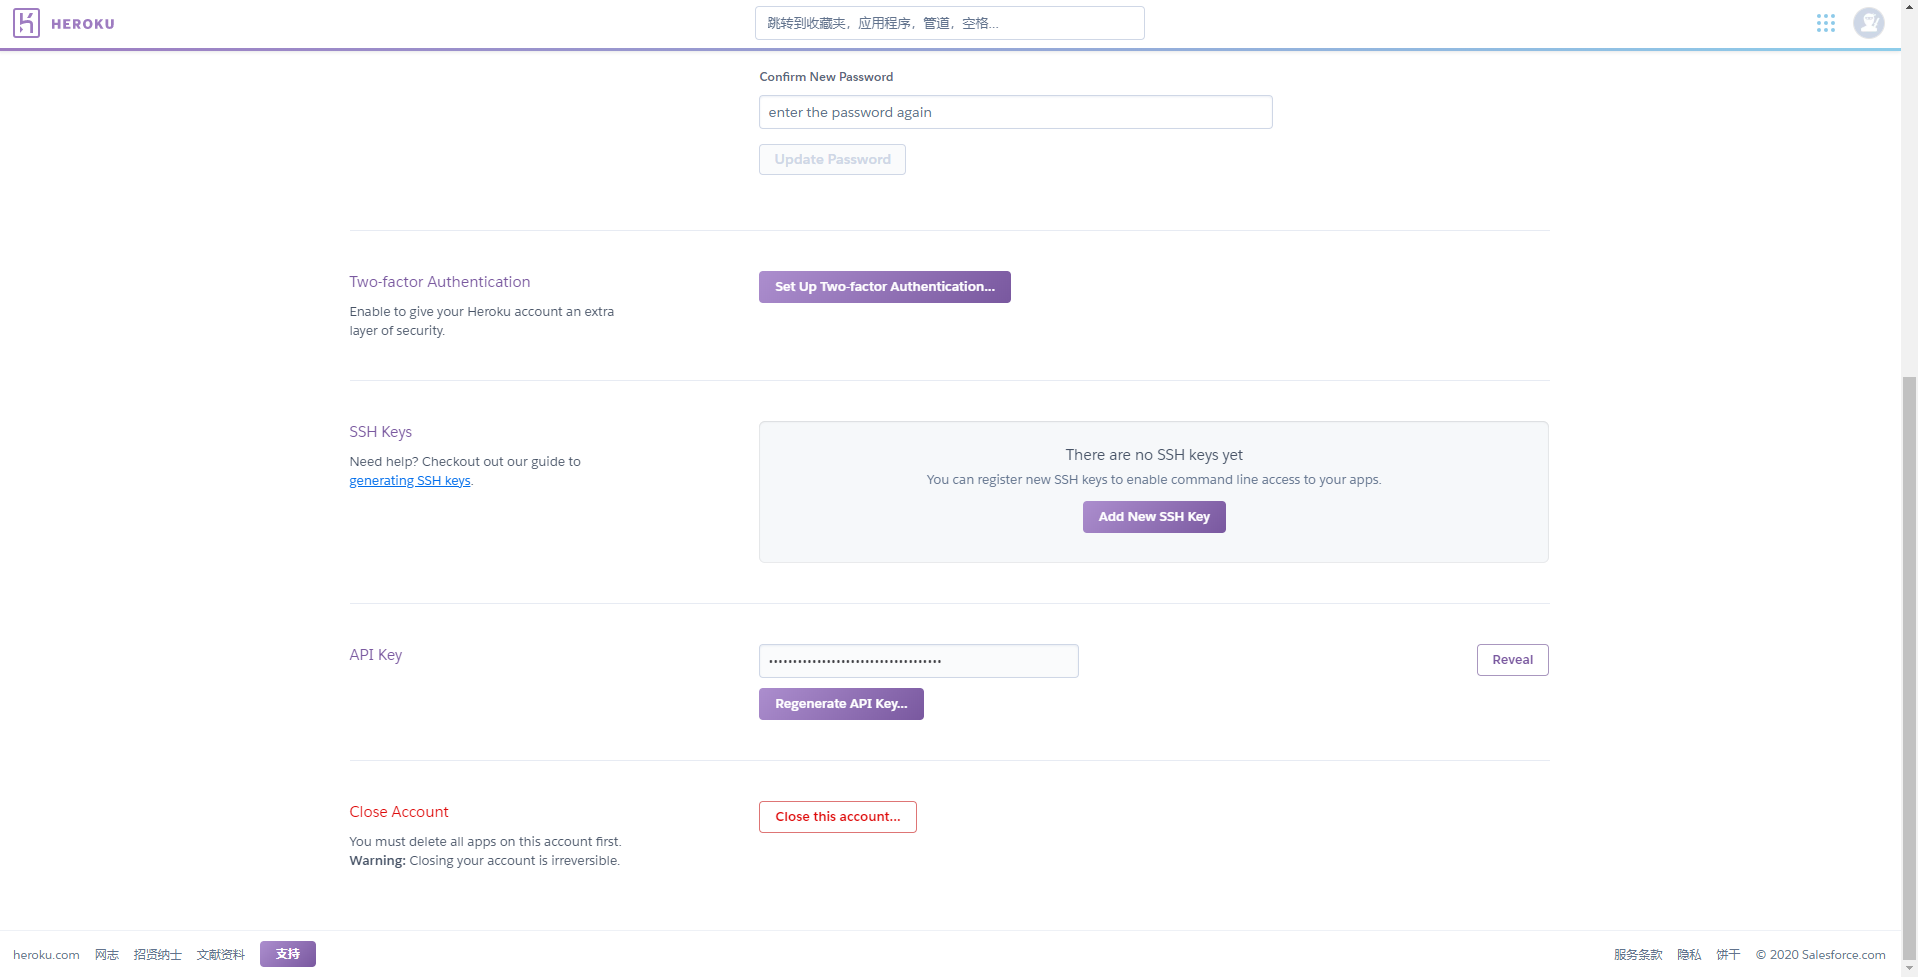 HEROKU
跳转到收藏夹，应用程序，管道，空格...
Confirm New Password
enter the password again
Update Password
Two-factor Authentication
Enable to give your Heroku account an extra
layer of security.
Set Up Two-factor Authentication...
SSH Keys
Need help? Checkout out our guide to
generating SSH keys.
There are no SSH keys yet
You can register new SSH keys to enable command line access to your apps.
Add New SSH Key
API Key
••••••••••••••••••••••••••••••••••••
Reveal
Regenerate API Key...
Close Account
You must delete all apps on this account first.
Warning: Closing your account is irreversible.
Close this account...
heroku.com 网志 招贤纳士 文献资料 支持
服务条款 隐私 饼干 © 2020 Salesforce.com